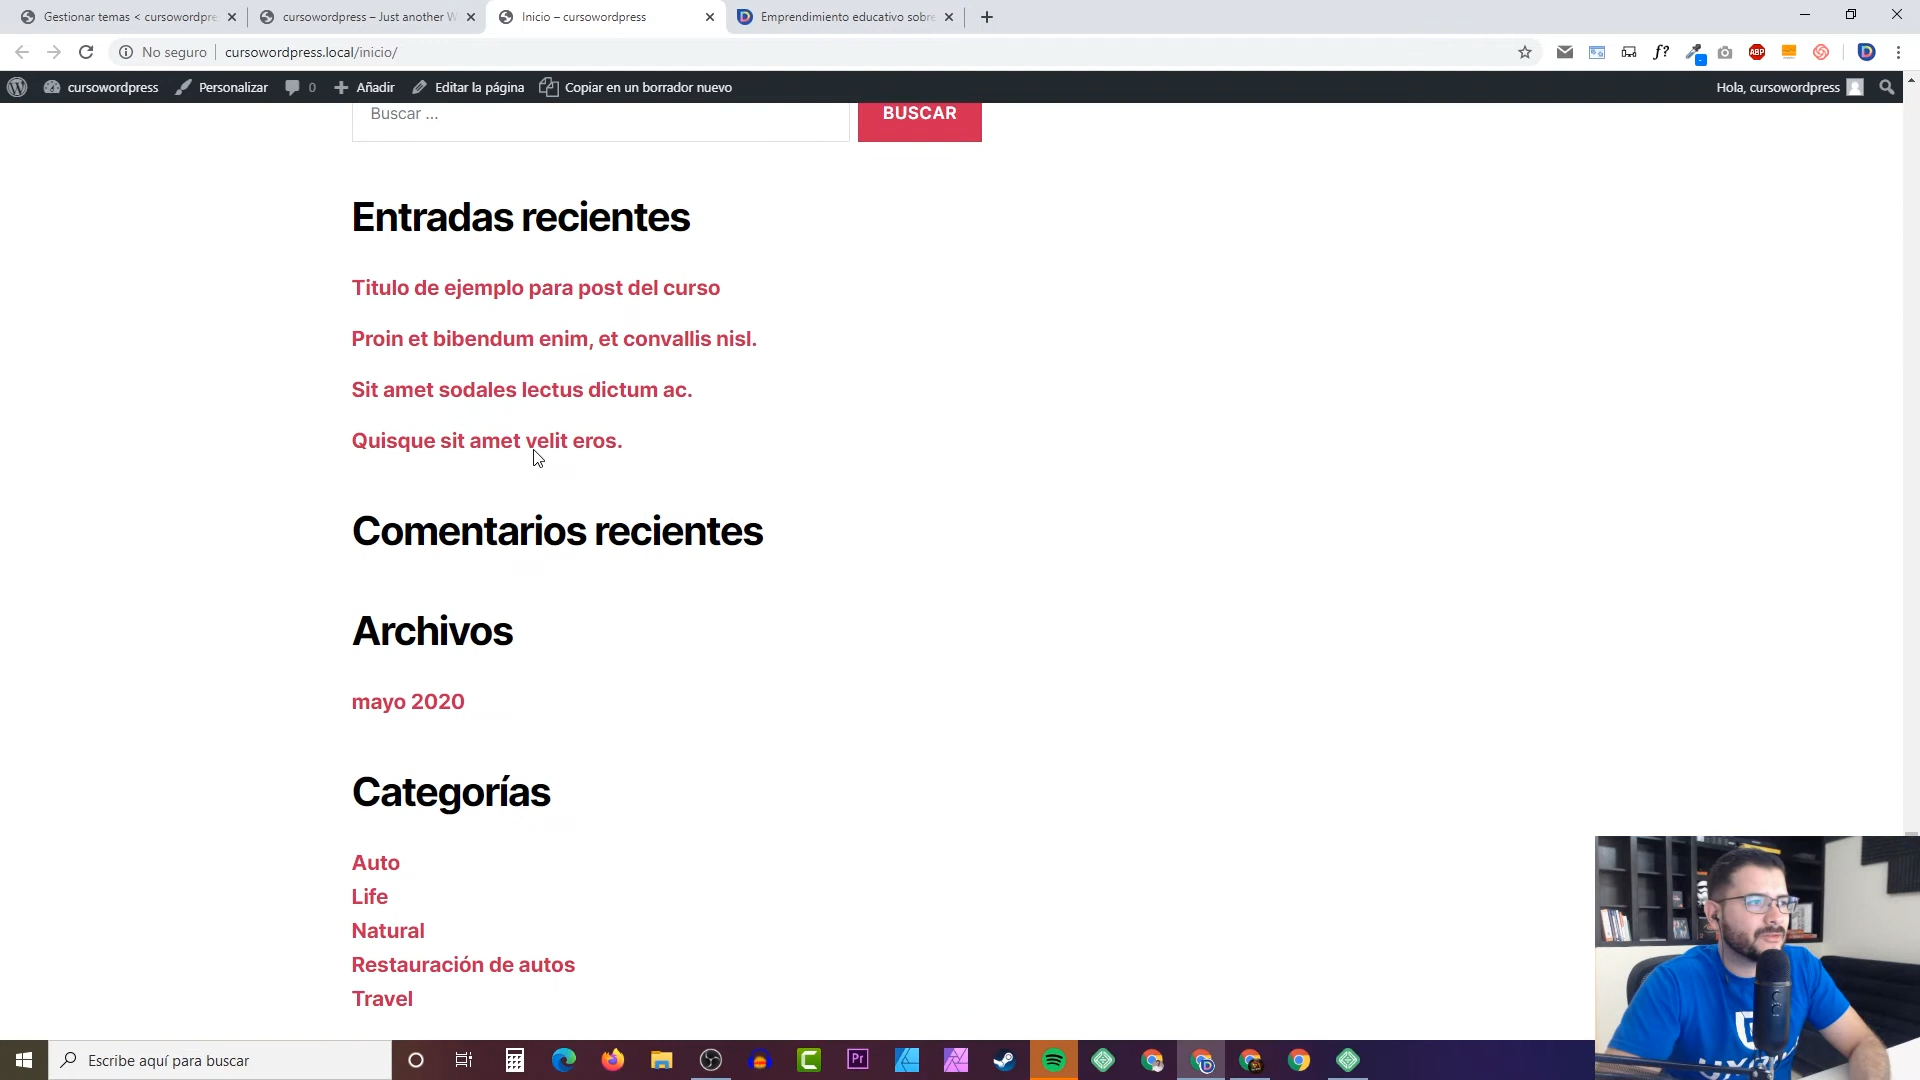 Gestionar temas < cursowordpre
cursowordpress – Just another W
Inicio – cursowordpress
Emprendimiento educativo sobre
No seguro
cursowordpress.local/inicio/
cursowordpress
Personalizar
0
Añadir
Editar la página
Copiar en un borrador nuevo
Hola, cursowordpress
Buscar ...
BUSCAR
Entradas recientes
Titulo de ejemplo para post del curso
Proin et bibendum enim, et convallis nisl.
Sit amet sodales lectus dictum ac.
Quisque sit amet velit eros.
Comentarios recientes
Archivos
mayo 2020
Categorías
Auto
Life
Natural
Restauración de autos
Travel
Escribe aquí para buscar